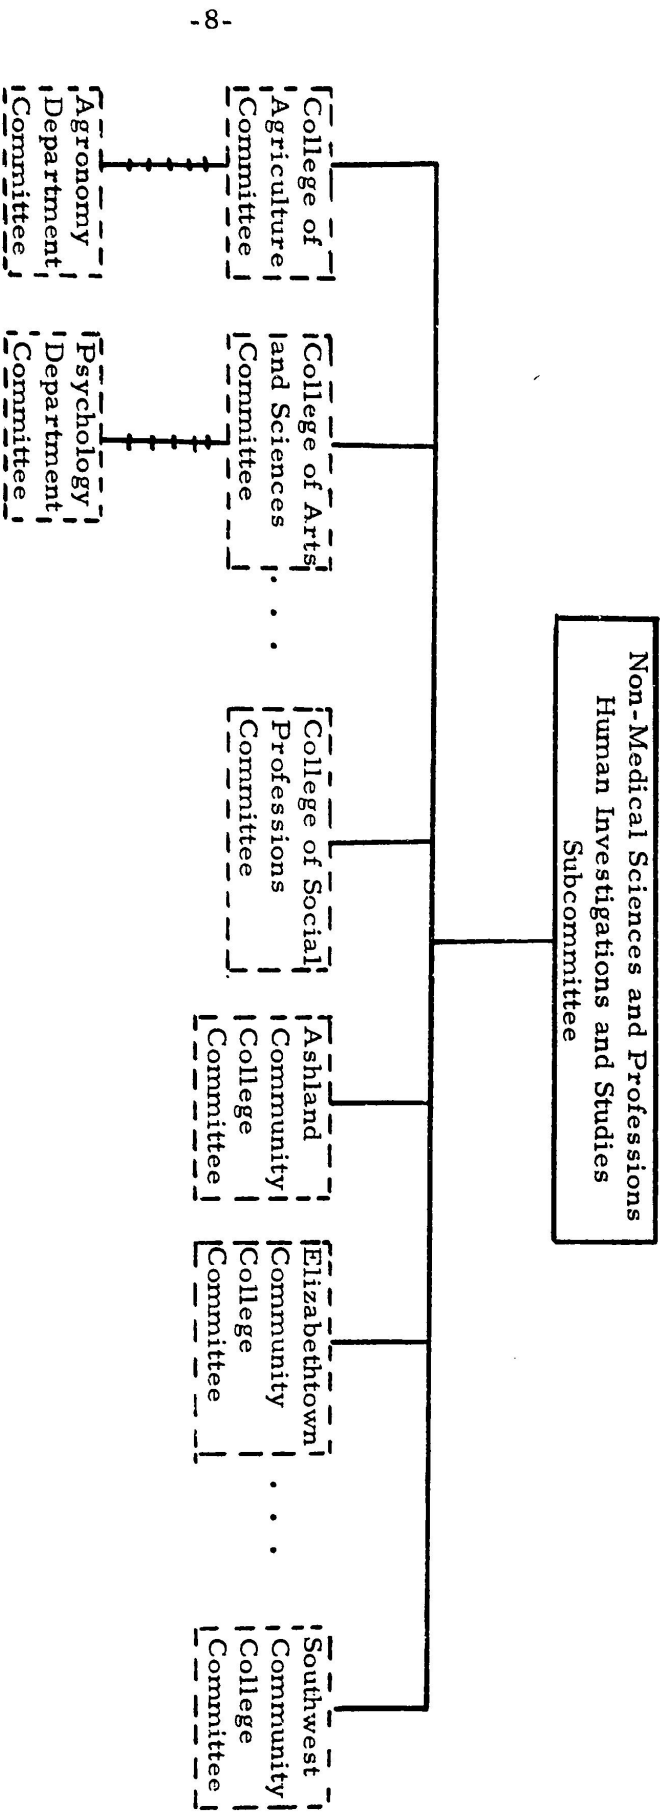 -8-
Non-Medical Sciences and Professions
Human Investigations and Studies
Subcommittee
College of
Agriculture
Committee
College of Arts
and Sciences
Committee
. . .
College of Social
Professions
Committee
Ashland
Community
College
Committee
Elizabethtown
Community
College
Committee
. . .
Southwest
Community
College
Committee
Agronomy
Department
Committee
Psychology
Department
Committee